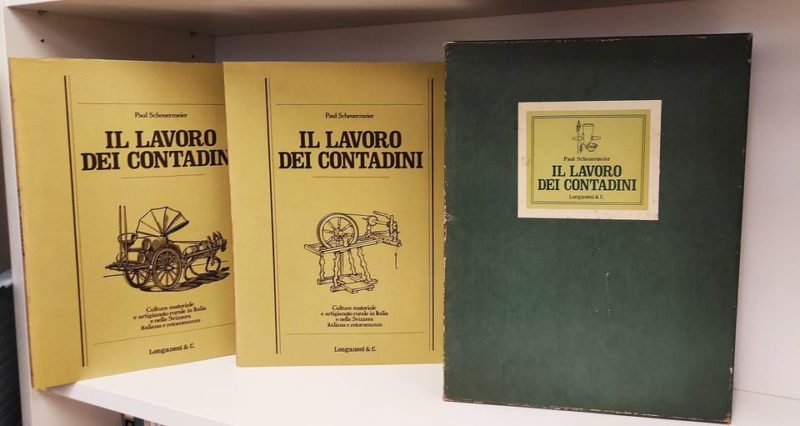 Paul Scheuermeier
IL LAVORO
DEI CONTADINI
Cultura materiale
e artigianato rurale in Italia
e nella Svizzera
italiana e retoromanza
Longanesi & C.
Paul Scheuermeier
IL LAVORO
DEI CONTADINI
Cultura materiale
e artigianato rurale in Italia
e nella Svizzera
italiana e retoromanza
Longanesi & C.
Paul Scheuermeier
IL LAVORO
DEI CONTADINI
Longanesi & C.